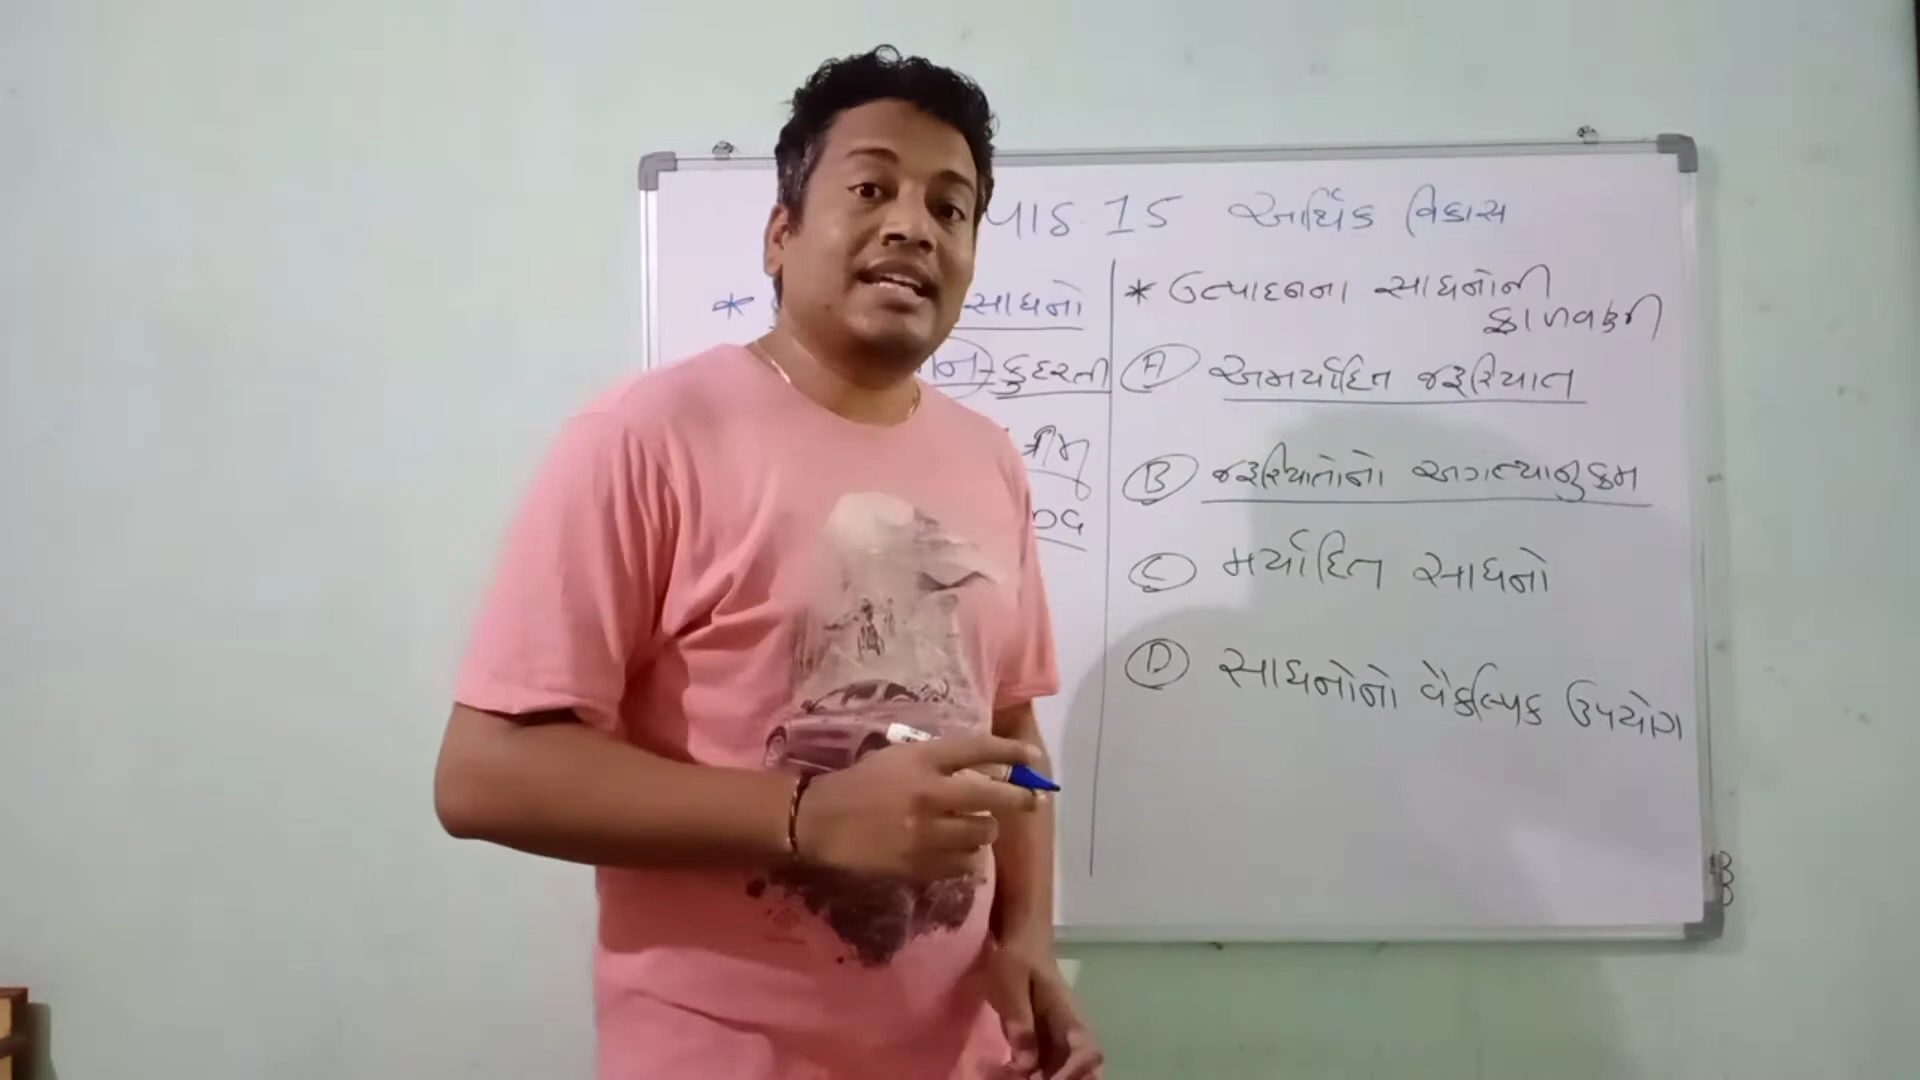 પાઠ.15 આર્થિક વિકાસ
* સાધનો
કુદરતી
* ઉત્પાદનના સાધનોની
ફાળવણી
A અમર્યાદિત જરૂરિયાત
B જરૂરિયાતોનો અગત્યાનુક્રમ
C મર્યાદિત સાધનો
D સાધનોનો વૈકલ્પિક ઉપયોગ